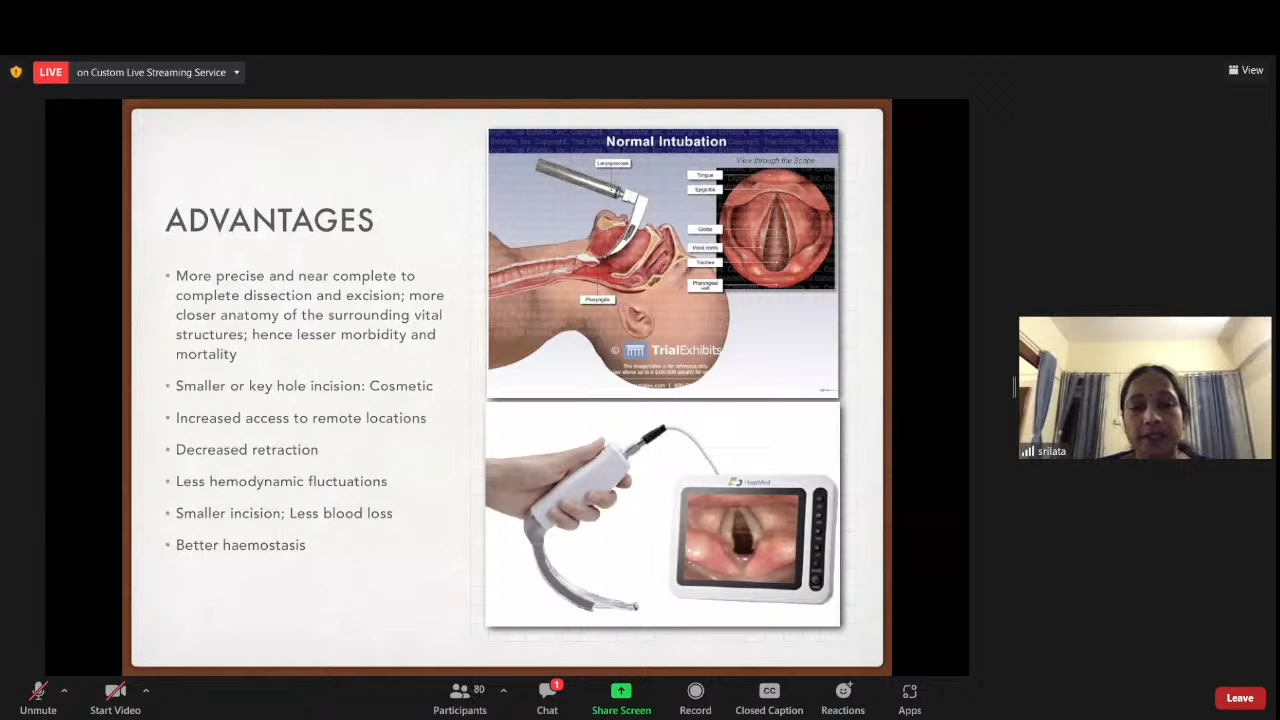 LIVE on Custom Live Streaming Service
View
ADVANTAGES
• More precise and near complete to
complete dissection and excision; more
closer anatomy of the surrounding vital
structures; hence lesser morbidity and
mortality
• Smaller or key hole incision: Cosmetic
• Increased access to remote locations
• Decreased retraction
• Less hemodynamic fluctuations
• Smaller incision; Less blood loss
• Better haemostasis
Normal Intubation
View through the Scope
Laryngoscope
Tongue
Epiglottis
Glottis
Vocal cords
Trachea
Pharyngeal
wall
© TrialExhibits
HugeMed
srilata
Unmute
Start Video
80
Participants
1
Chat
Share Screen
Record
CC
Closed Caption
Reactions
Apps
Leave